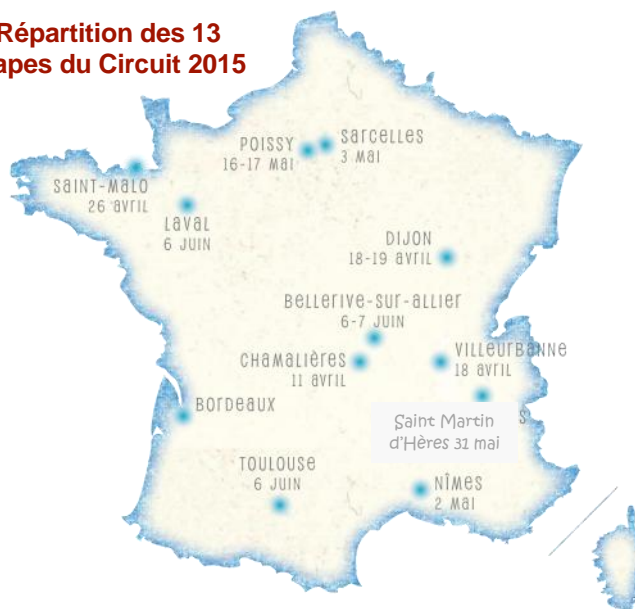 Répartition des 13
apes du Circuit 2015
POISSY
16-17 MAI
SARCELLES
3 MAI
SAINT-MALO
26 AVRIL
LAVAL
6 JUIN
DIJON
18-19 AVRIL
BELLERIVE-SUR-ALLIER
6-7 JUIN
CHAMALIÈRES
11 AVRIL
VILLEURBANNE
18 AVRIL
BORDEAUX
S
Saint Martin
d'Hères 31 mai
TOULOUSE
6 JUIN
NÎMES
2 MAI